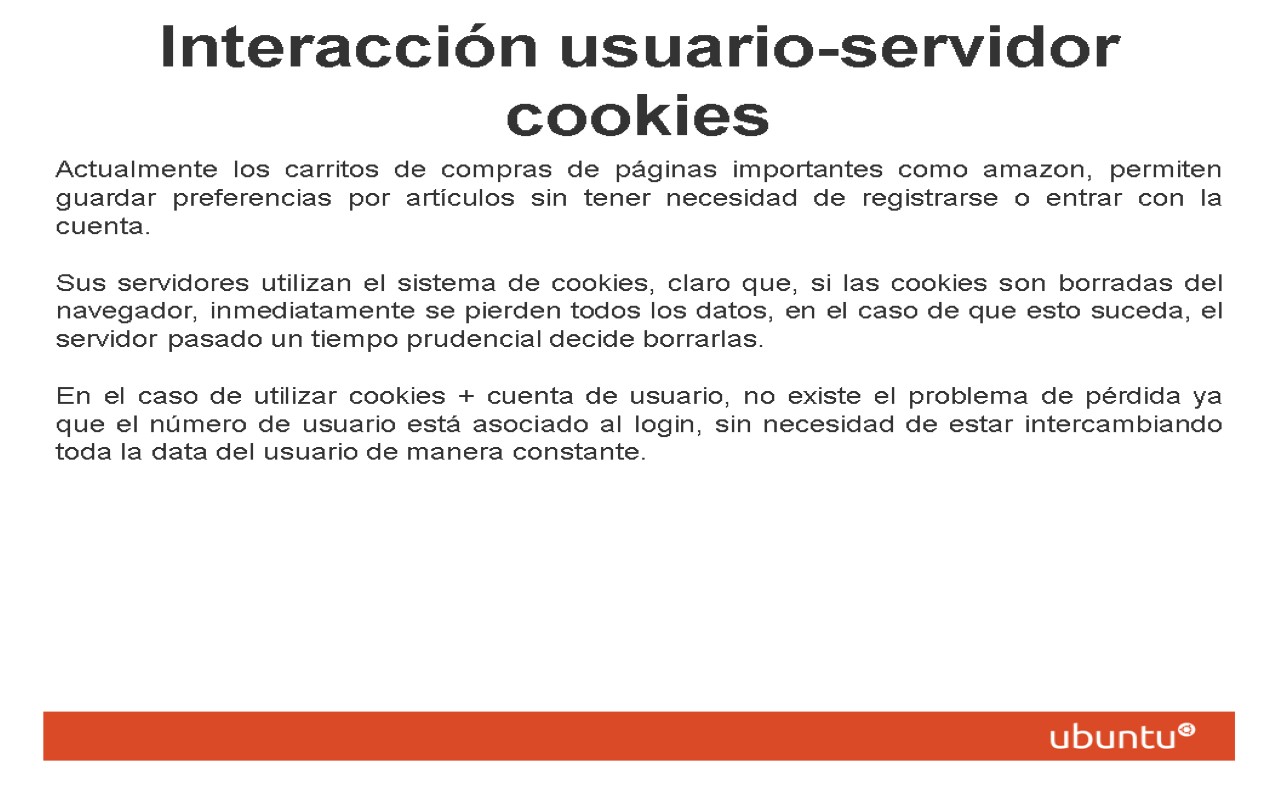 Interacción usuario-servidor
cookies
Actualmente los carritos de compras de páginas importantes como amazon, permiten
guardar preferencias por artículos sin tener necesidad de registrarse o entrar con la
cuenta.
Sus servidores utilizan el sistema de cookies, claro que, si las cookies son borradas del
navegador, inmediatamente se pierden todos los datos, en el caso de que esto suceda, el
servidor pasado un tiempo prudencial decide borrarlas.
En el caso de utilizar cookies + cuenta de usuario, no existe el problema de pérdida ya
que el número de usuario está asociado al login, sin necesidad de estar intercambiando
toda la data del usuario de manera constante.
ubuntu